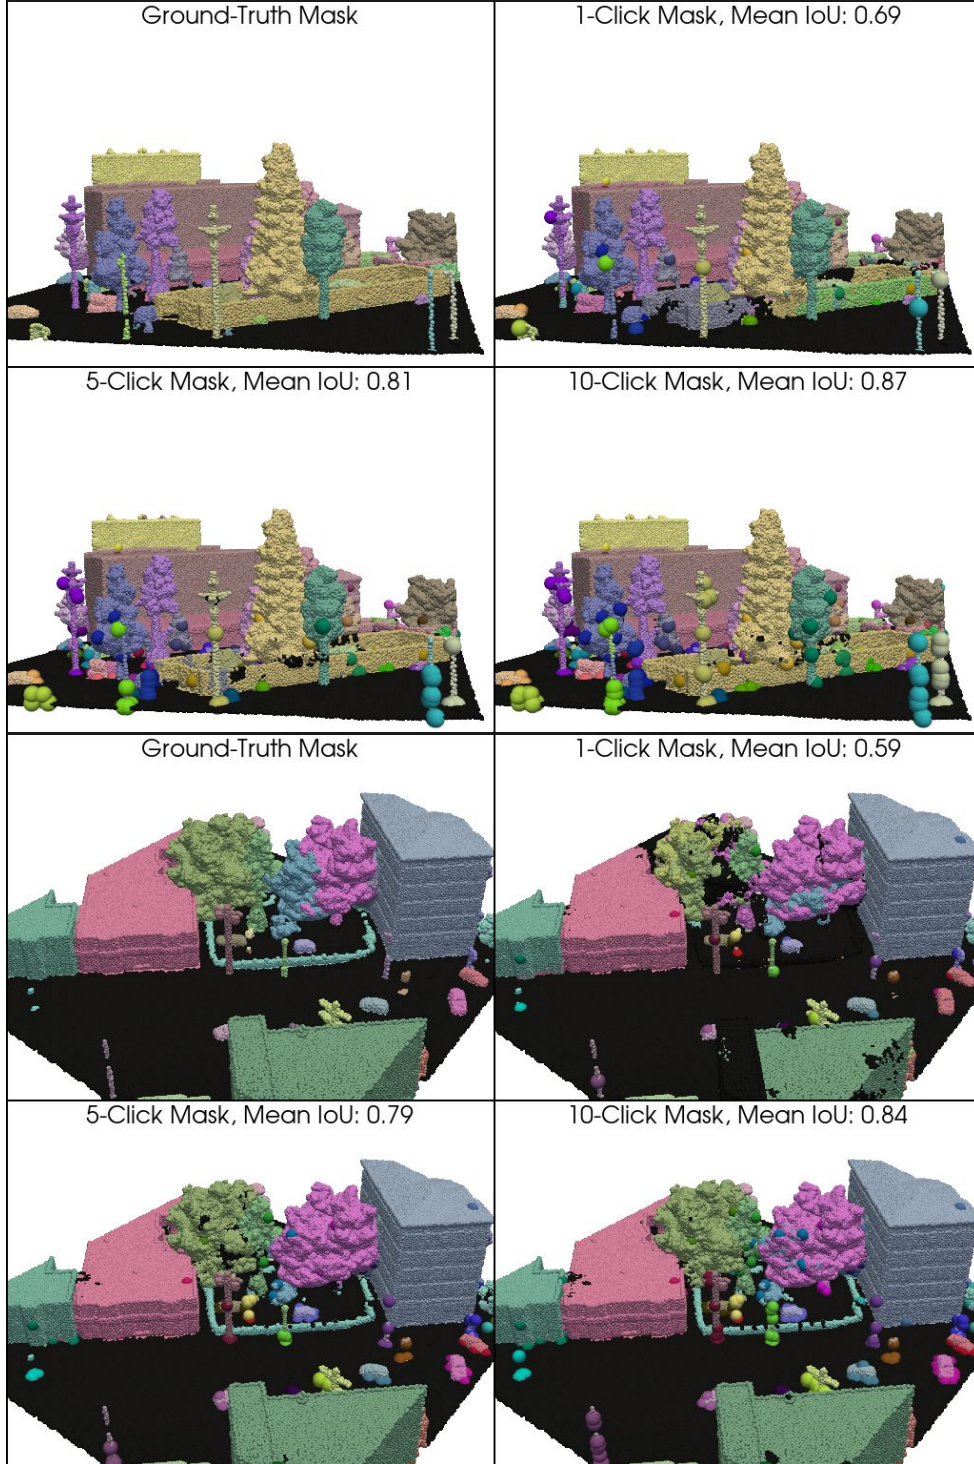 Ground-Truth Mask
1-Click Mask, Mean IoU: 0.69
5-Click Mask, Mean IoU: 0.81
10-Click Mask, Mean IoU: 0.87
Ground-Truth Mask
1-Click Mask, Mean IoU: 0.59
5-Click Mask, Mean IoU: 0.79
10-Click Mask, Mean IoU: 0.84